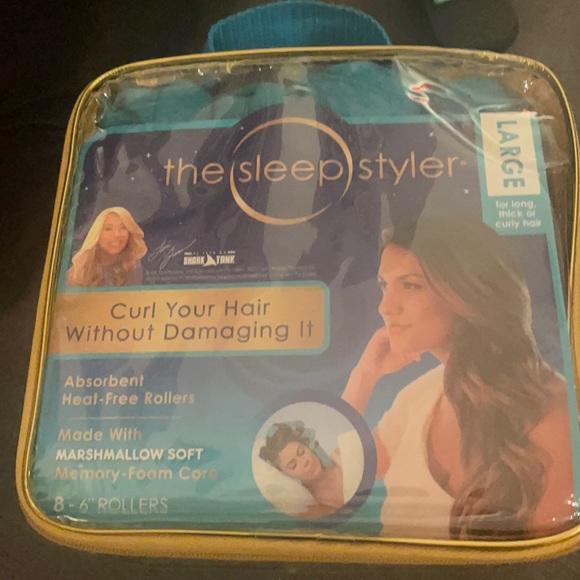 the sleep styler
LARGE
for long,
thick or
curly hair
SHARK TANK
Curl Your Hair
Without Damaging It
Absorbent
Heat-Free Rollers
Made With
MARSHMALLOW SOFT
Memory-Foam Core
8 - 6" ROLLERS